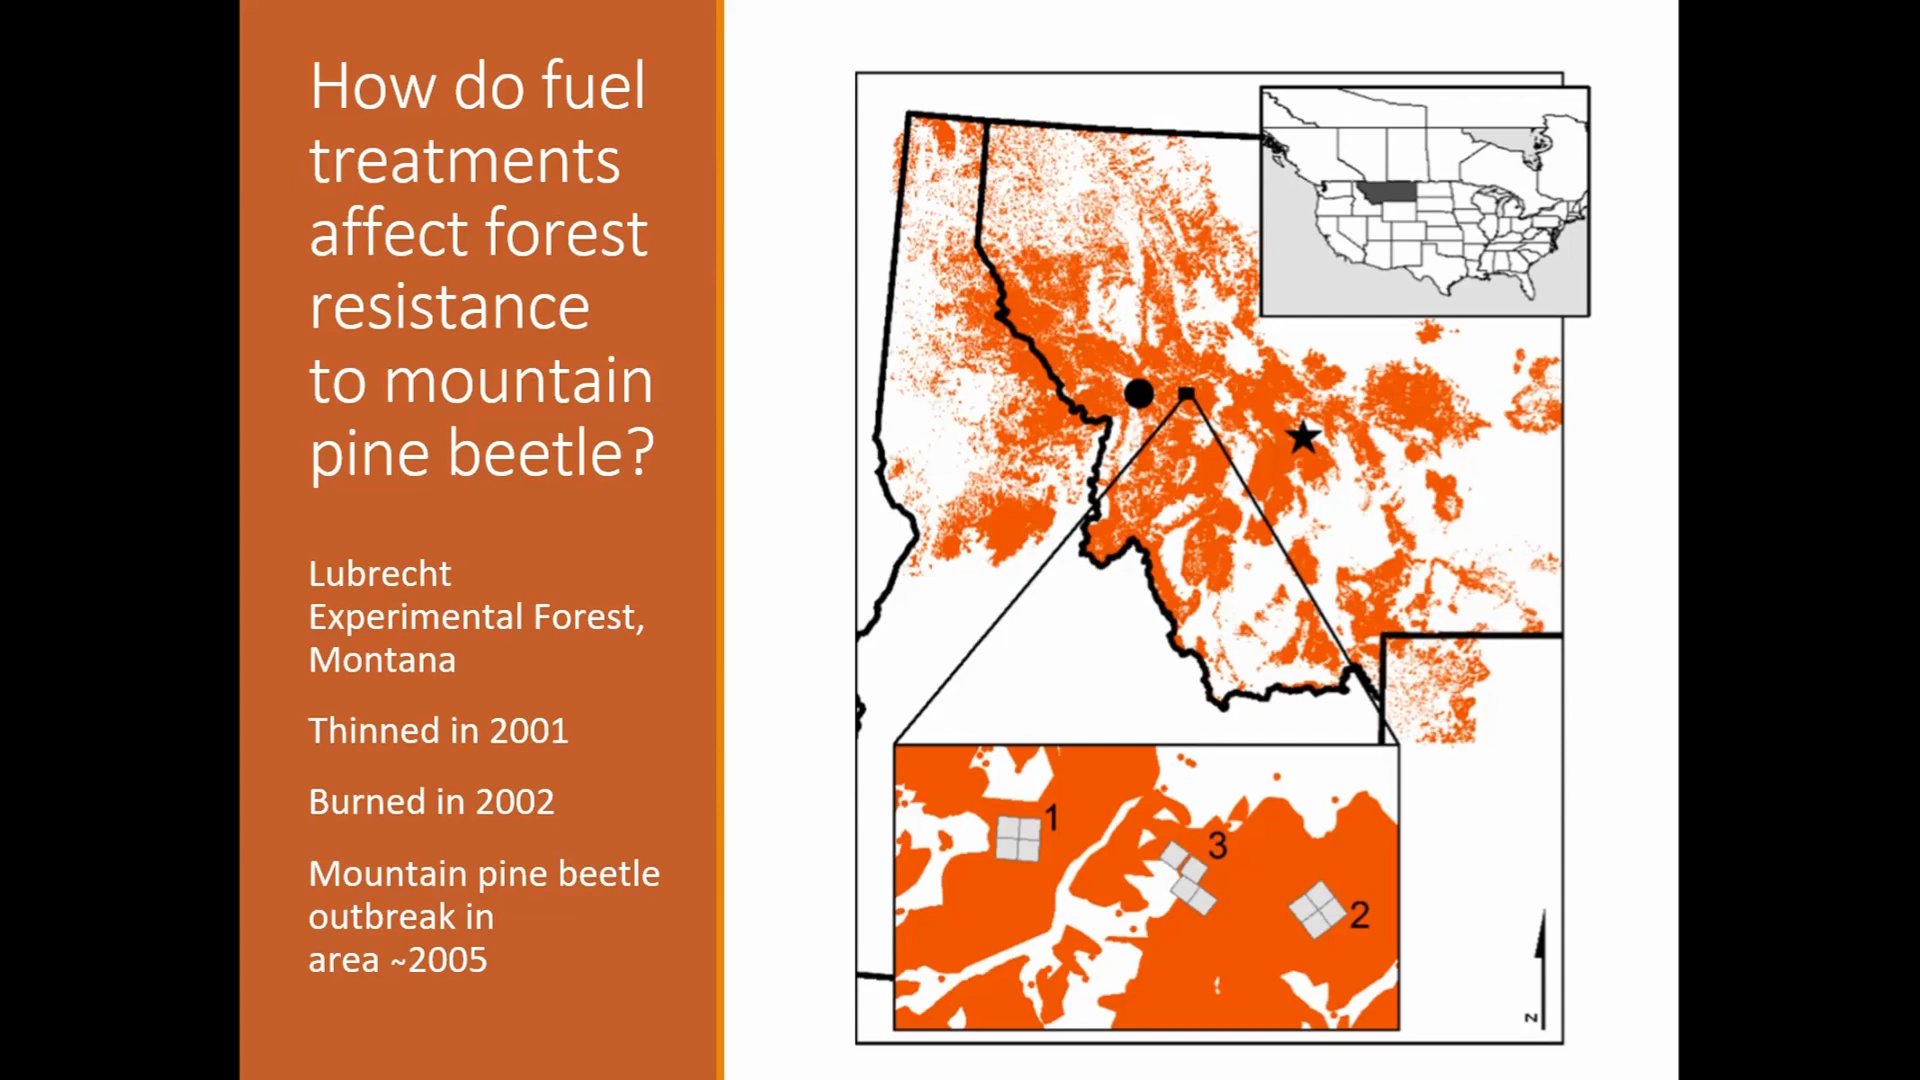 How do fuel
treatments
affect forest
resistance
to mountain
pine beetle?
Lubrecht
Experimental Forest,
Montana
Thinned in 2001
Burned in 2002
Mountain pine beetle
outbreak in
area ~2005
1
3
2
N